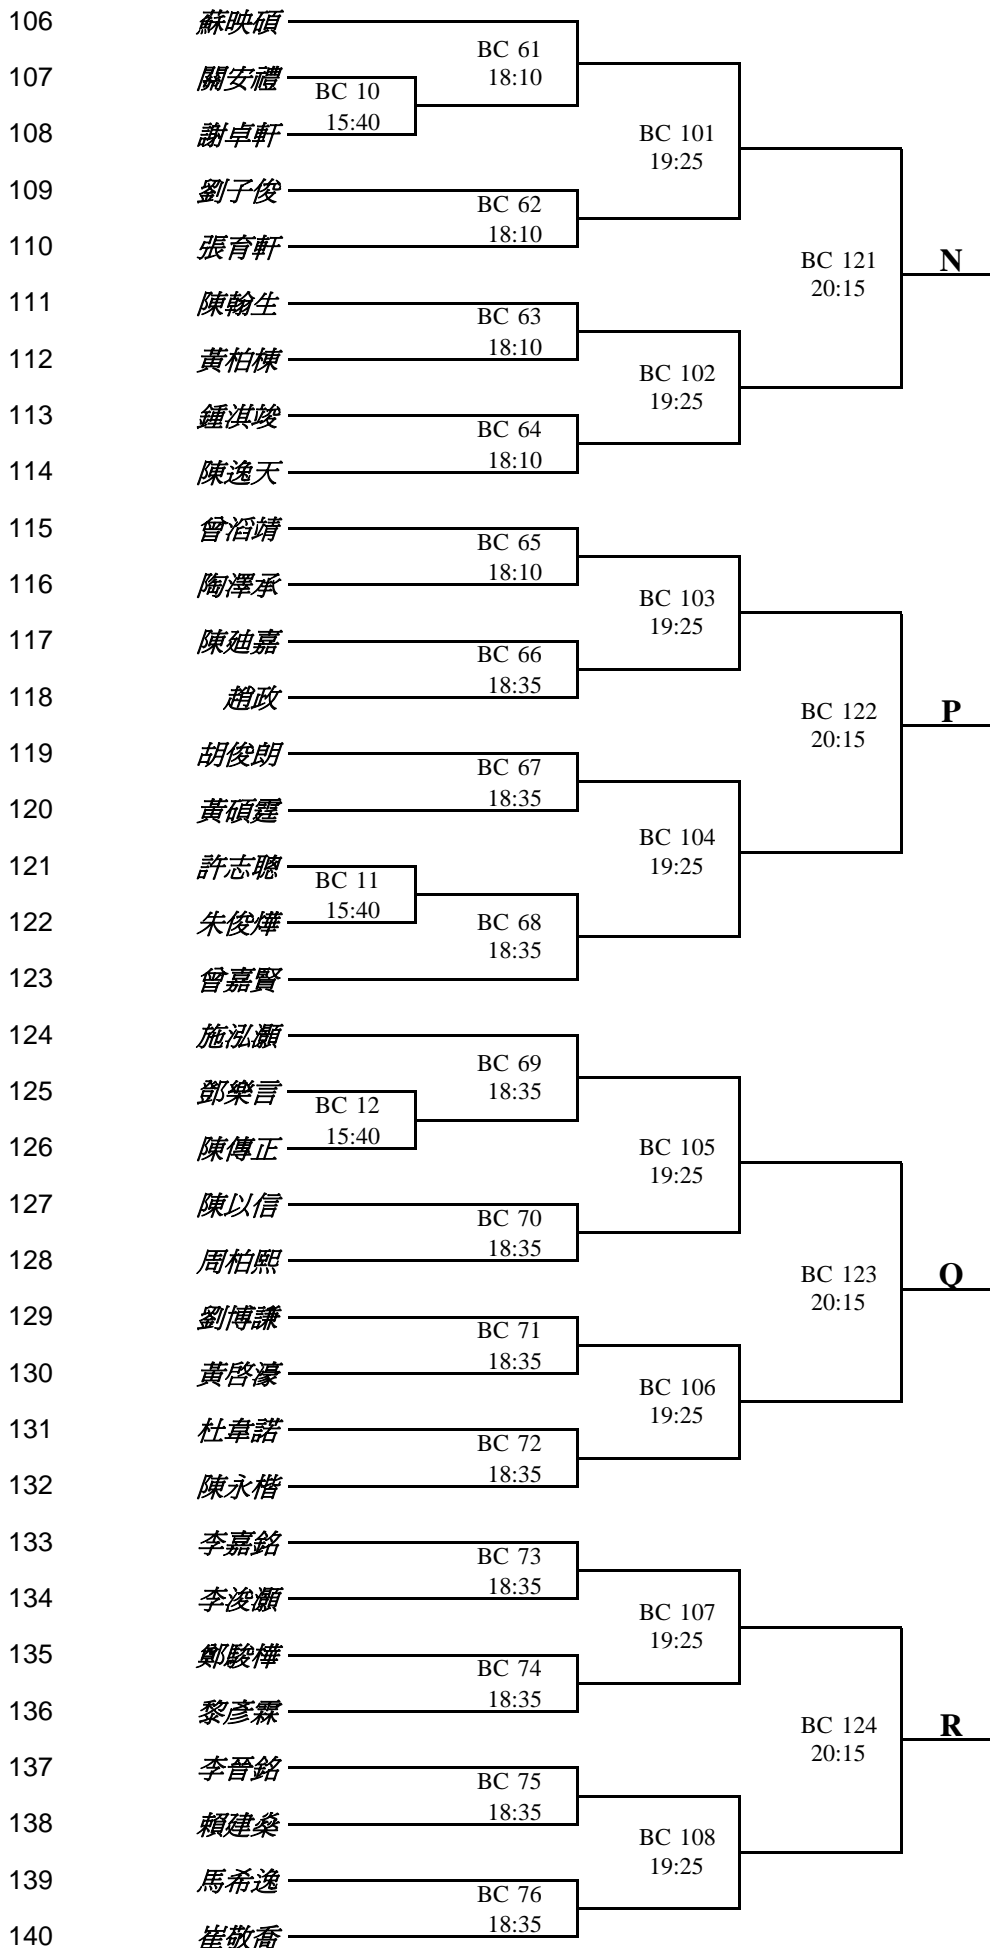 106 蘇映碩
BC 61
107 關安禮
18:10
BC 10
15:40
108 謝卓軒
BC 101
19:25
109 劉子俊
BC 62
18:10
110 張育軒
BC 121
N
20:15
111 陳翰生
BC 63
18:10
112 黃柏棟
BC 102
19:25
113 鍾淇竣
BC 64
18:10
114 陳逸天
115 曾滔靖
BC 65
18:10
116 陶澤承
BC 103
19:25
117 陳廸嘉
BC 66
18:35
118 趙政
BC 122
P
20:15
119 胡俊朗
BC 67
18:35
120 黃碩霆
BC 104
19:25
121 許志聰
BC 11
15:40
122 朱俊燁
BC 68
18:35
123 曾嘉賢
124 施泓灝
BC 69
18:35
125 鄧樂言
BC 12
15:40
126 陳傳正
BC 105
19:25
127 陳以信
BC 70
18:35
128 周柏熙
BC 123
Q
20:15
129 劉博謙
BC 71
18:35
130 黃啓濠
BC 106
19:25
131 杜韋諾
BC 72
18:35
132 陳永楷
133 李嘉銘
BC 73
18:35
134 李浚灝
BC 107
19:25
135 鄭駿樺
BC 74
18:35
136 黎彥霖
BC 124
R
20:15
137 李晉銘
BC 75
18:35
138 賴建燊
BC 108
19:25
139 馬希逸
BC 76
18:35
140 崔敬喬